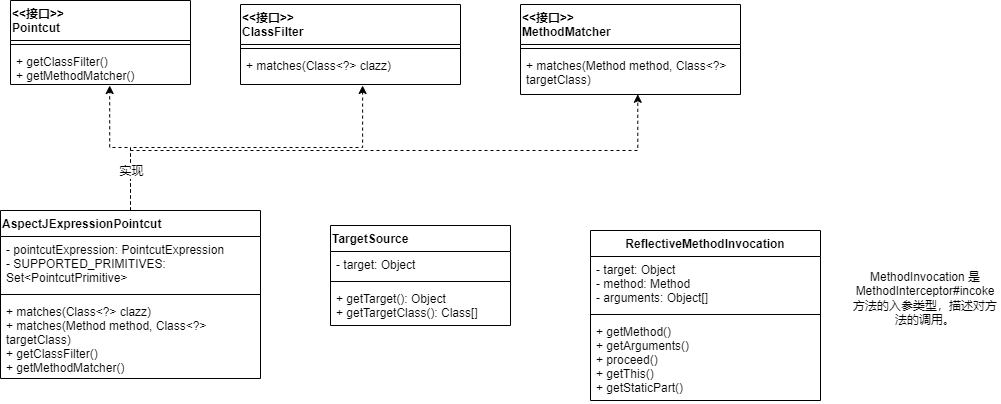 <<接口>>
Pointcut
+ getClassFilter()
+ getMethodMatcher()
<<接口>>
ClassFilter
+ matches(Class<?> clazz)
<<接口>>
MethodMatcher
+ matches(Method method, Class<?>
targetClass)
实现
AspectJExpressionPointcut
- pointcutExpression: PointcutExpression
- SUPPORTED_PRIMITIVES:
Set<PointcutPrimitive>
+ matches(Class<?> clazz)
+ matches(Method method, Class<?>
targetClass)
+ getClassFilter()
+ getMethodMatcher()
TargetSource
- target: Object
+ getTarget(): Object
+ getTargetClass(): Class[]
ReflectiveMethodInvocation
- target: Object
- method: Method
- arguments: Object[]
+ getMethod()
+ getArguments()
+ proceed()
+ getThis()
+ getStaticPart()
MethodInvocation 是
MethodInterceptor#incoke
方法的入参类型，描述对方
法的调用。